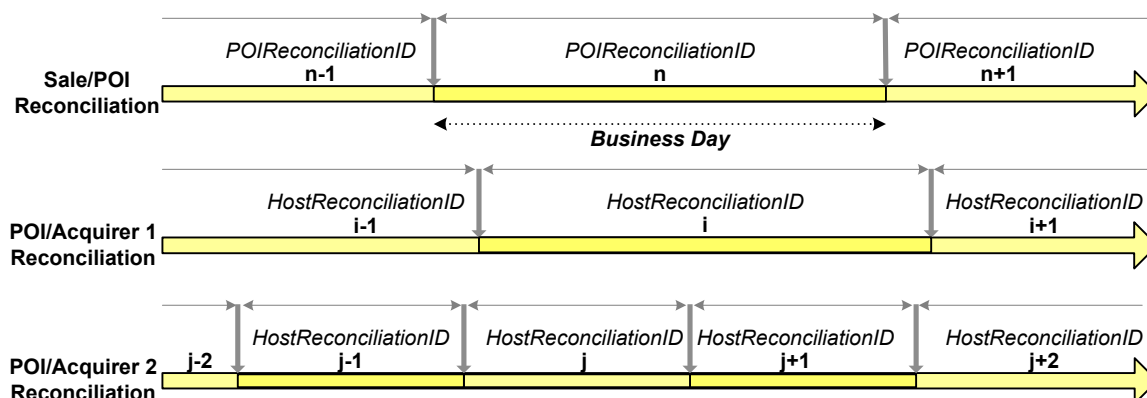 POIReconciliationID POIReconciliationID POIReconciliationID
n-1 n n+1
Sale/POI
Reconciliation
Business Day
HostReconciliationID HostReconciliationID HostReconciliationID
i-1 i i+1
POI/Acquirer 1
Reconciliation
HostReconciliationID HostReconciliationID HostReconciliationID HostReconciliationID
j-2 j-1 j j+1 j+2
POI/Acquirer 2
Reconciliation